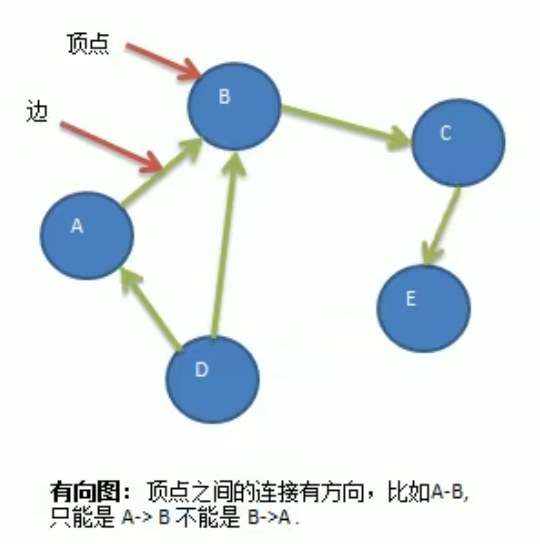 顶点
B
边
C
A
E
D
有向图：顶点之间的连接有方向，比如A-B,
只能是 A-> B 不能是 B->A .